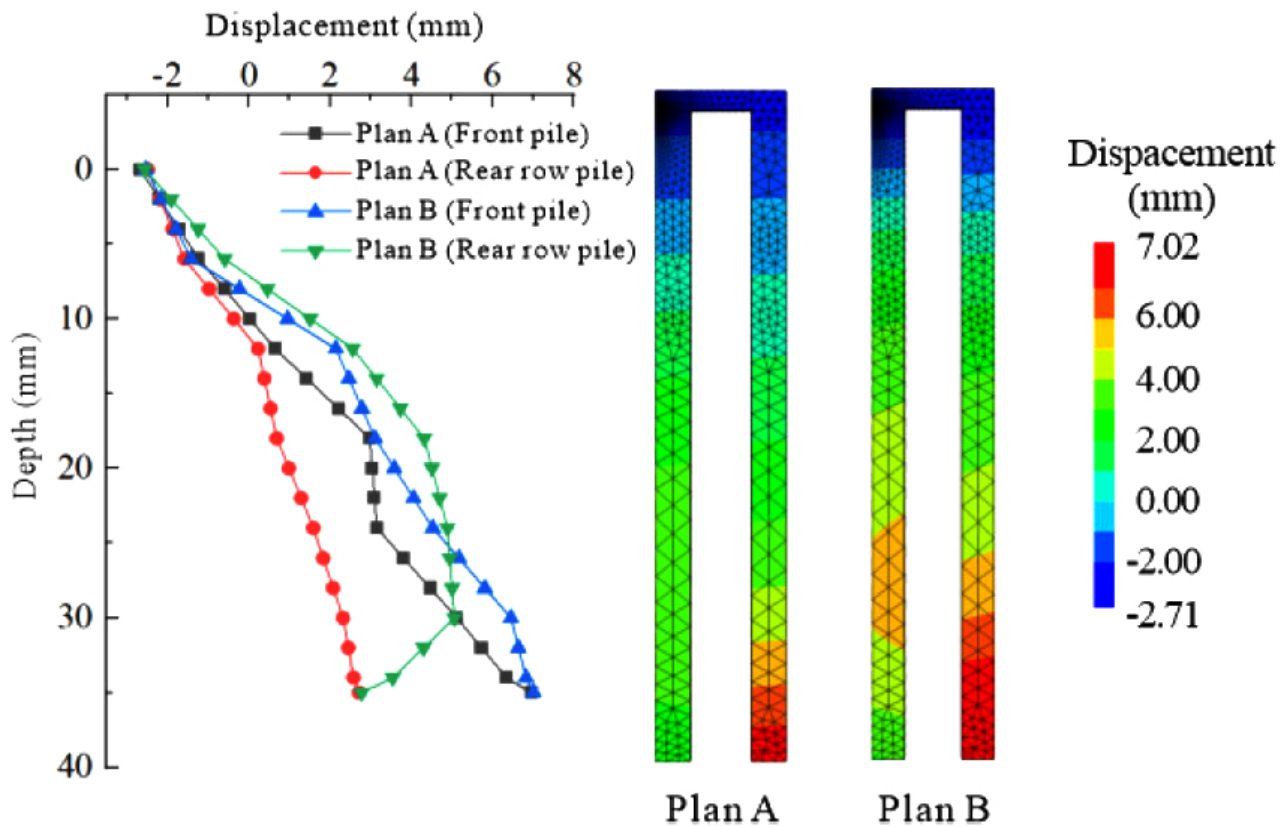 Displacement (mm)
-2 0 2 4 6 8
Plan A (Front pile)
Plan A (Rear row pile)
Plan B (Front pile)
Plan B (Rear row pile)
Depth (mm)
0
10
20
30
40
Plan A
Plan B
Dispacement
(mm)
7.02
6.00
4.00
2.00
0.00
-2.00
-2.71